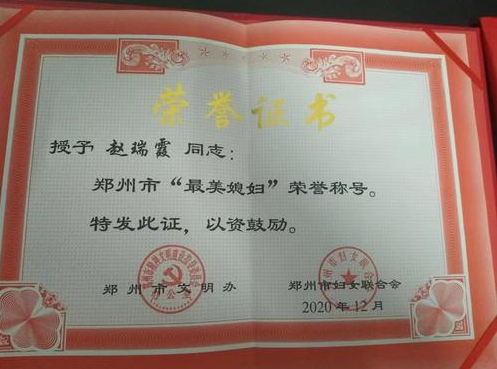 荣誉证书
授予 赵瑞霞 同志：
郑州市“最美媳妇”荣誉称号。
特发此证，以资鼓励。
郑州市文明办
郑州市妇女联合会
2020年12月